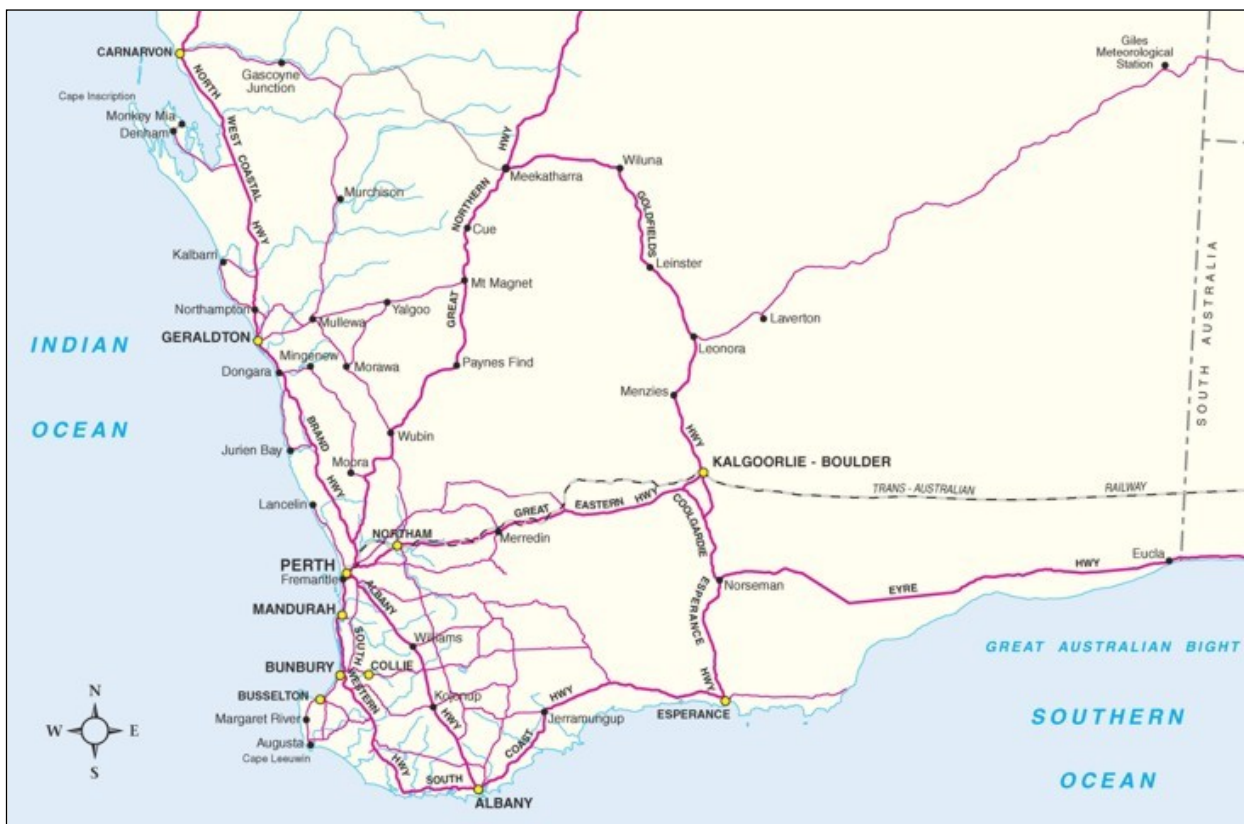 CARNARVON
Gascoyne
Junction
Giles
Meteorological
Station
NORTH
WEST COASTAL
HWY
Cape Inscription
Monkey Mia
Denham
HWY
Meekatharra
Wiluna
Murchison
NORTHERN
GOLDFIELDS
Cue
Kalbarri
Leinster
SOUTH AUSTRALIA
Mt Magnet
Northampton
Yalgoo
GREAT
Mullewa
Laverton
GERALDTON
INDIAN
OCEAN
Leonora
Mingenew
Dongara
Morawa
Paynes Find
Menzies
BRAND
HWY
Wubin
HWY
Jurien Bay
Moora
KALGOORLIE - BOULDER
TRANS - AUSTRALIAN
RAILWAY
Lancelin
GREAT
EASTERN
HWY
COOLGARDIE
NORTHAM
Merredin
Eucla
PERTH
Fremantle
ALBANY
Norseman
EYRE
HWY
ESPERANCE
MANDURAH
SOUTH
Williams
GREAT AUSTRALIAN BIGHT
BUNBURY
COLLIE
WESTERN
HWY
BUSSELTON
Kojonup
HWY
HWY
ESPERANCE
Margaret River
Jerramungup
SOUTHERN
OCEAN
Augusta
Cape Leeuwin
HWY
COAST
SOUTH
ALBANY
N
W
E
S